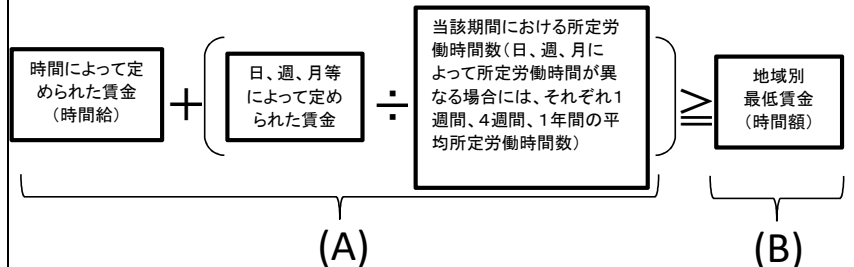 時間によって定
められた賃金
(時間給)
+
(
日、週、月等
によって定め
られた賃金
÷
当該期間における所定労
働時間数(日、週、月に
よって所定労働時間が異
なる場合には、それぞれ1
週間、4週間、1年間の平
均所定労働時間数)
)
≧
地域別
最低賃金
(時間額)
(A)
(B)